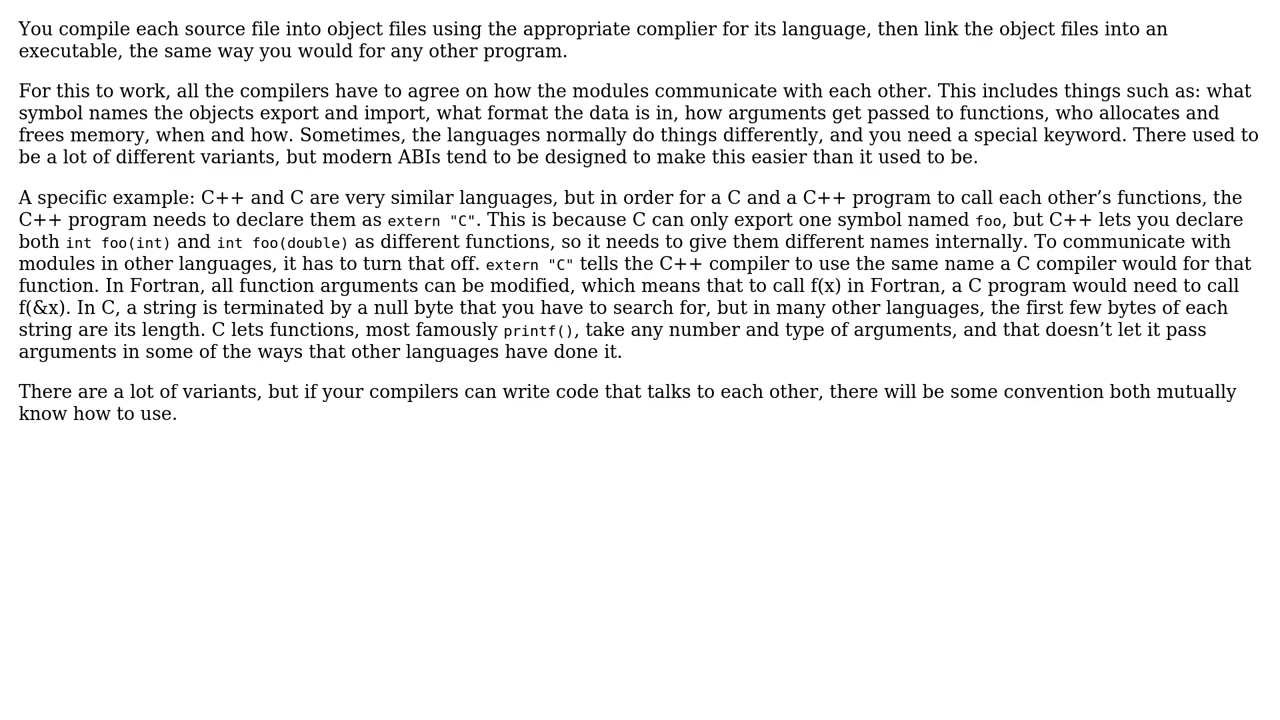 You compile each source file into object files using the appropriate complier for its language, then link the object files into an
executable, the same way you would for any other program.
For this to work, all the compilers have to agree on how the modules communicate with each other. This includes things such as: what
symbol names the objects export and import, what format the data is in, how arguments get passed to functions, who allocates and
frees memory, when and how. Sometimes, the languages normally do things differently, and you need a special keyword. There used to
be a lot of different variants, but modern ABIs tend to be designed to make this easier than it used to be.
A specific example: C++ and C are very similar languages, but in order for a C and a C++ program to call each other’s functions, the
C++ program needs to declare them as extern "C". This is because C can only export one symbol named foo, but C++ lets you declare
both int foo(int) and int foo(double) as different functions, so it needs to give them different names internally. To communicate with
modules in other languages, it has to turn that off. extern "C" tells the C++ compiler to use the same name a C compiler would for that
function. In Fortran, all function arguments can be modified, which means that to call f(x) in Fortran, a C program would need to call
f(&x). In C, a string is terminated by a null byte that you have to search for, but in many other languages, the first few bytes of each
string are its length. C lets functions, most famously printf(), take any number and type of arguments, and that doesn’t let it pass
arguments in some of the ways that other languages have done it.
There are a lot of variants, but if your compilers can write code that talks to each other, there will be some convention both mutually
know how to use.